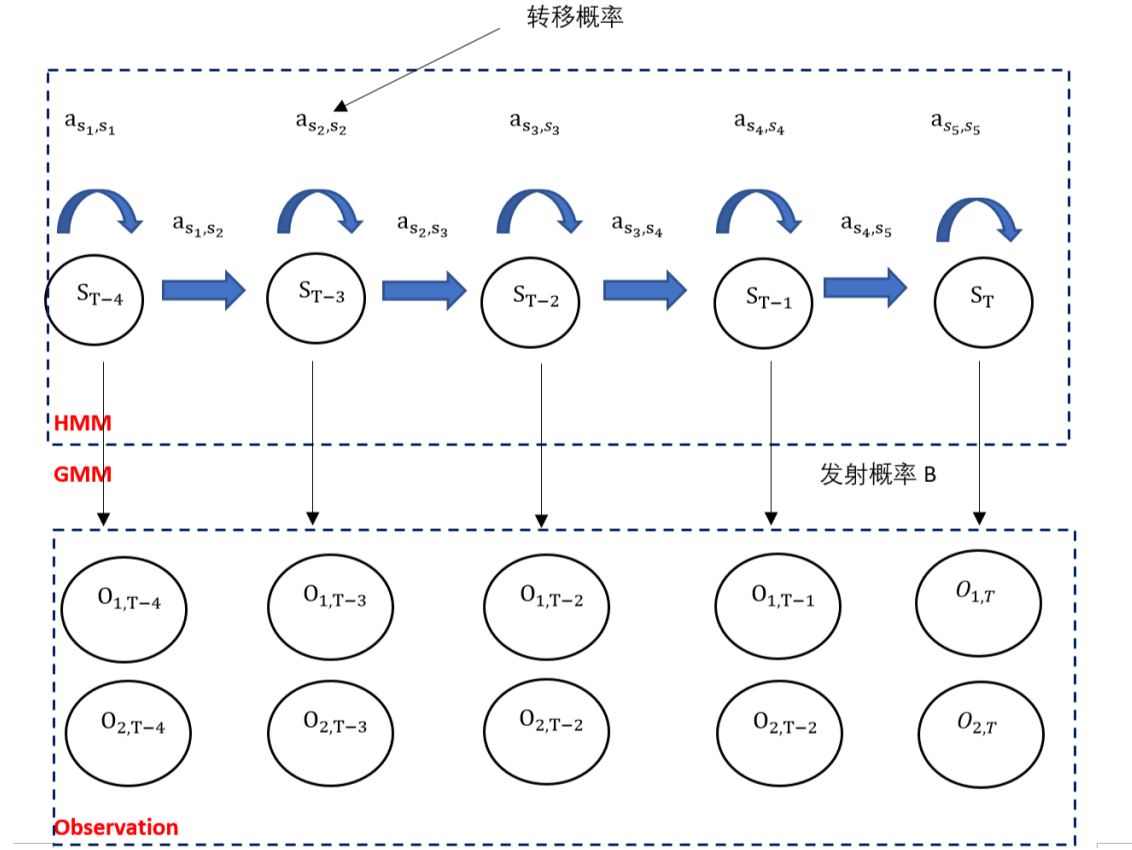 转移概率
a_{s₁,s₁} a_{s₂,s₂} a_{s₃,s₃} a_{s₄,s₄} a_{s₅,s₅}
a_{s₁,s₂} a_{s₂,s₃} a_{s₃,s₄} a_{s₄,s₅}
S_{T−4} S_{T−3} S_{T−2} S_{T−1} S_T
HMM
GMM
发射概率 B
O_{1,T−4} O_{1,T−3} O_{1,T−2} O_{1,T−1} O_{1,T}
O_{2,T−4} O_{2,T−3} O_{2,T−2} O_{2,T−2} O_{2,T}
Observation